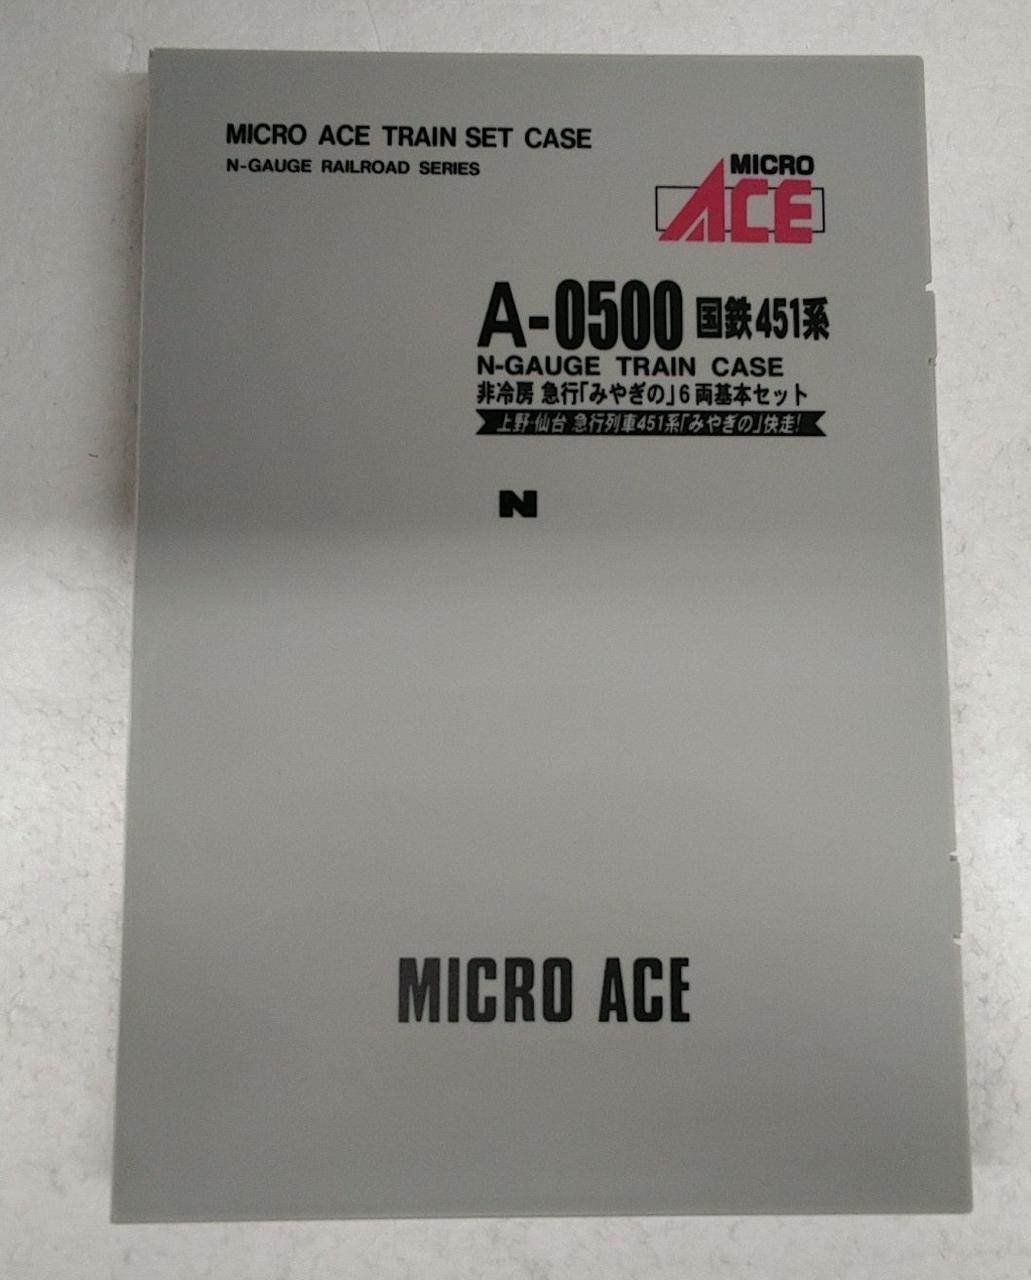 MICRO ACE TRAIN SET CASE
N-GAUGE RAILROAD SERIES
MICRO
ACE
A-0500 国鉄451系
N-GAUGE TRAIN CASE
非冷房 急行「みやぎの」6両基本セット
上野-仙台 急行列車451系「みやぎの」快走!
N
MICRO ACE